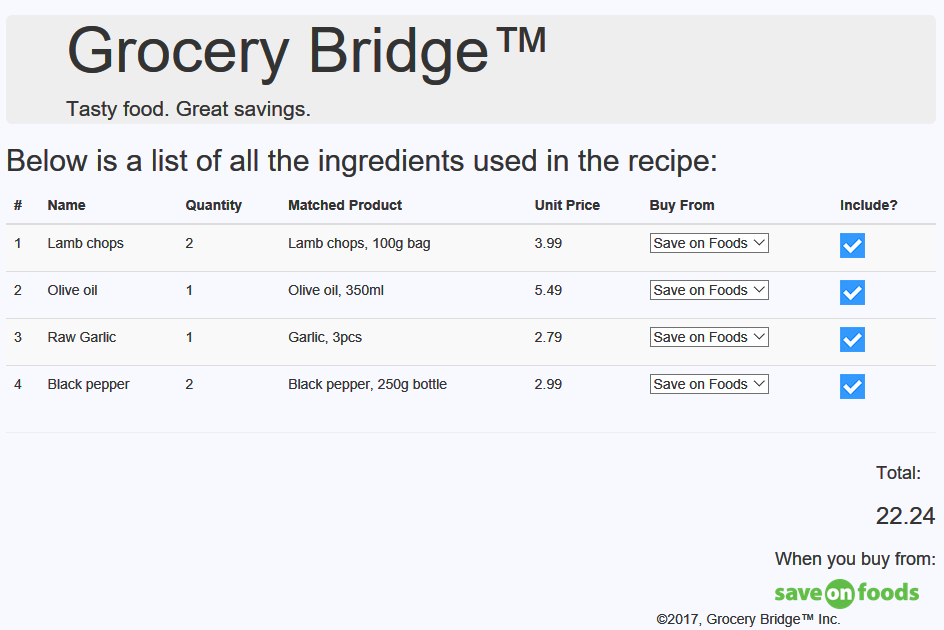 Grocery Bridge™
Tasty food. Great savings.
Below is a list of all the ingredients used in the recipe:
# Name Quantity Matched Product Unit Price Buy From Include?
1 Lamb chops 2 Lamb chops, 100g bag 3.99 Save on Foods
2 Olive oil 1 Olive oil, 350ml 5.49 Save on Foods
3 Raw Garlic 1 Garlic, 3pcs 2.79 Save on Foods
4 Black pepper 2 Black pepper, 250g bottle 2.99 Save on Foods
Total:
22.24
When you buy from:
save on foods
©2017, Grocery Bridge™ Inc.